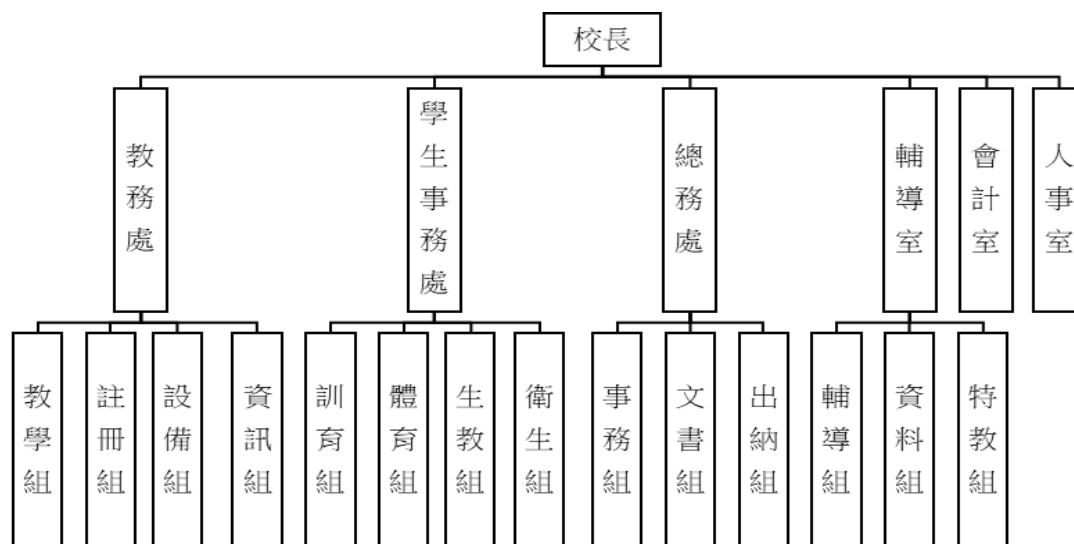 校長
教務處
學生事務處
總務處
輔導室
會計室
人事室
教學組
註冊組
設備組
資訊組
訓育組
體育組
生教組
衛生組
事務組
文書組
出納組
輔導組
資料組
特教組